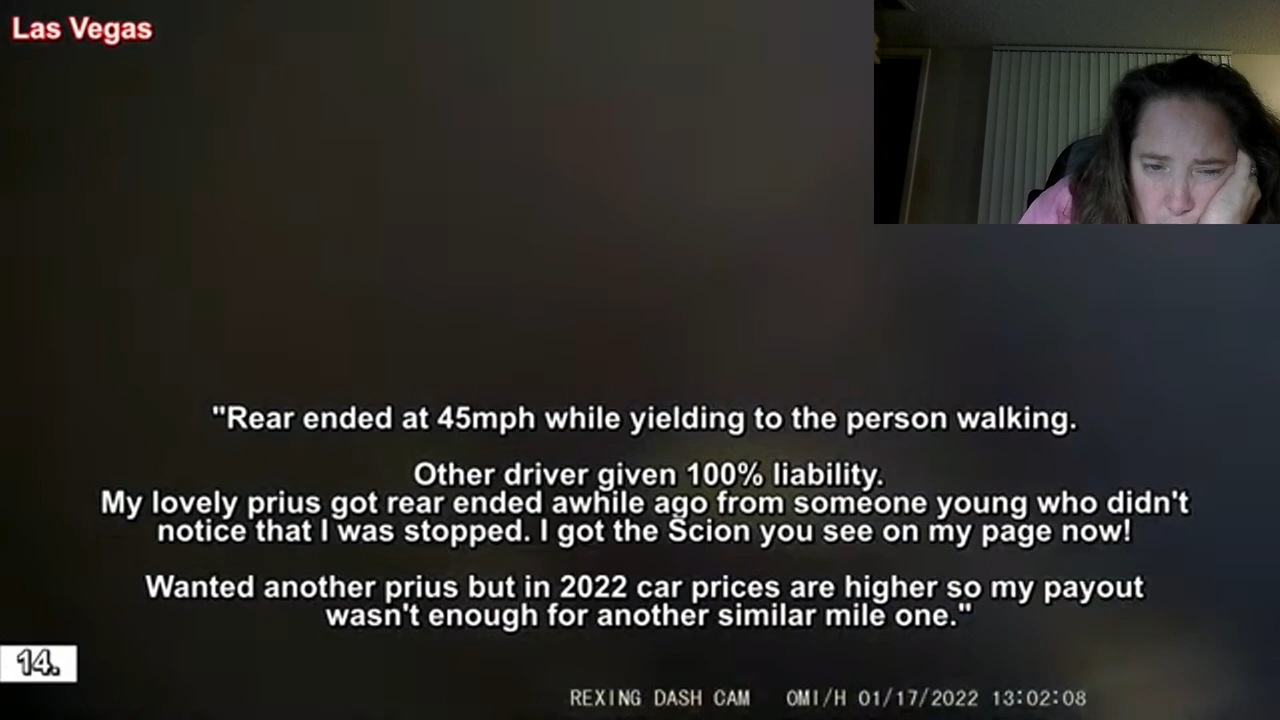 Las Vegas
"Rear ended at 45mph while yielding to the person walking.
Other driver given 100% liability.
My lovely prius got rear ended awhile ago from someone young who didn't
notice that I was stopped. I got the Scion you see on my page now!
Wanted another prius but in 2022 car prices are higher so my payout
wasn't enough for another similar mile one."
14.
REXING DASH CAM OMI/H 01/17/2022 13:02:08